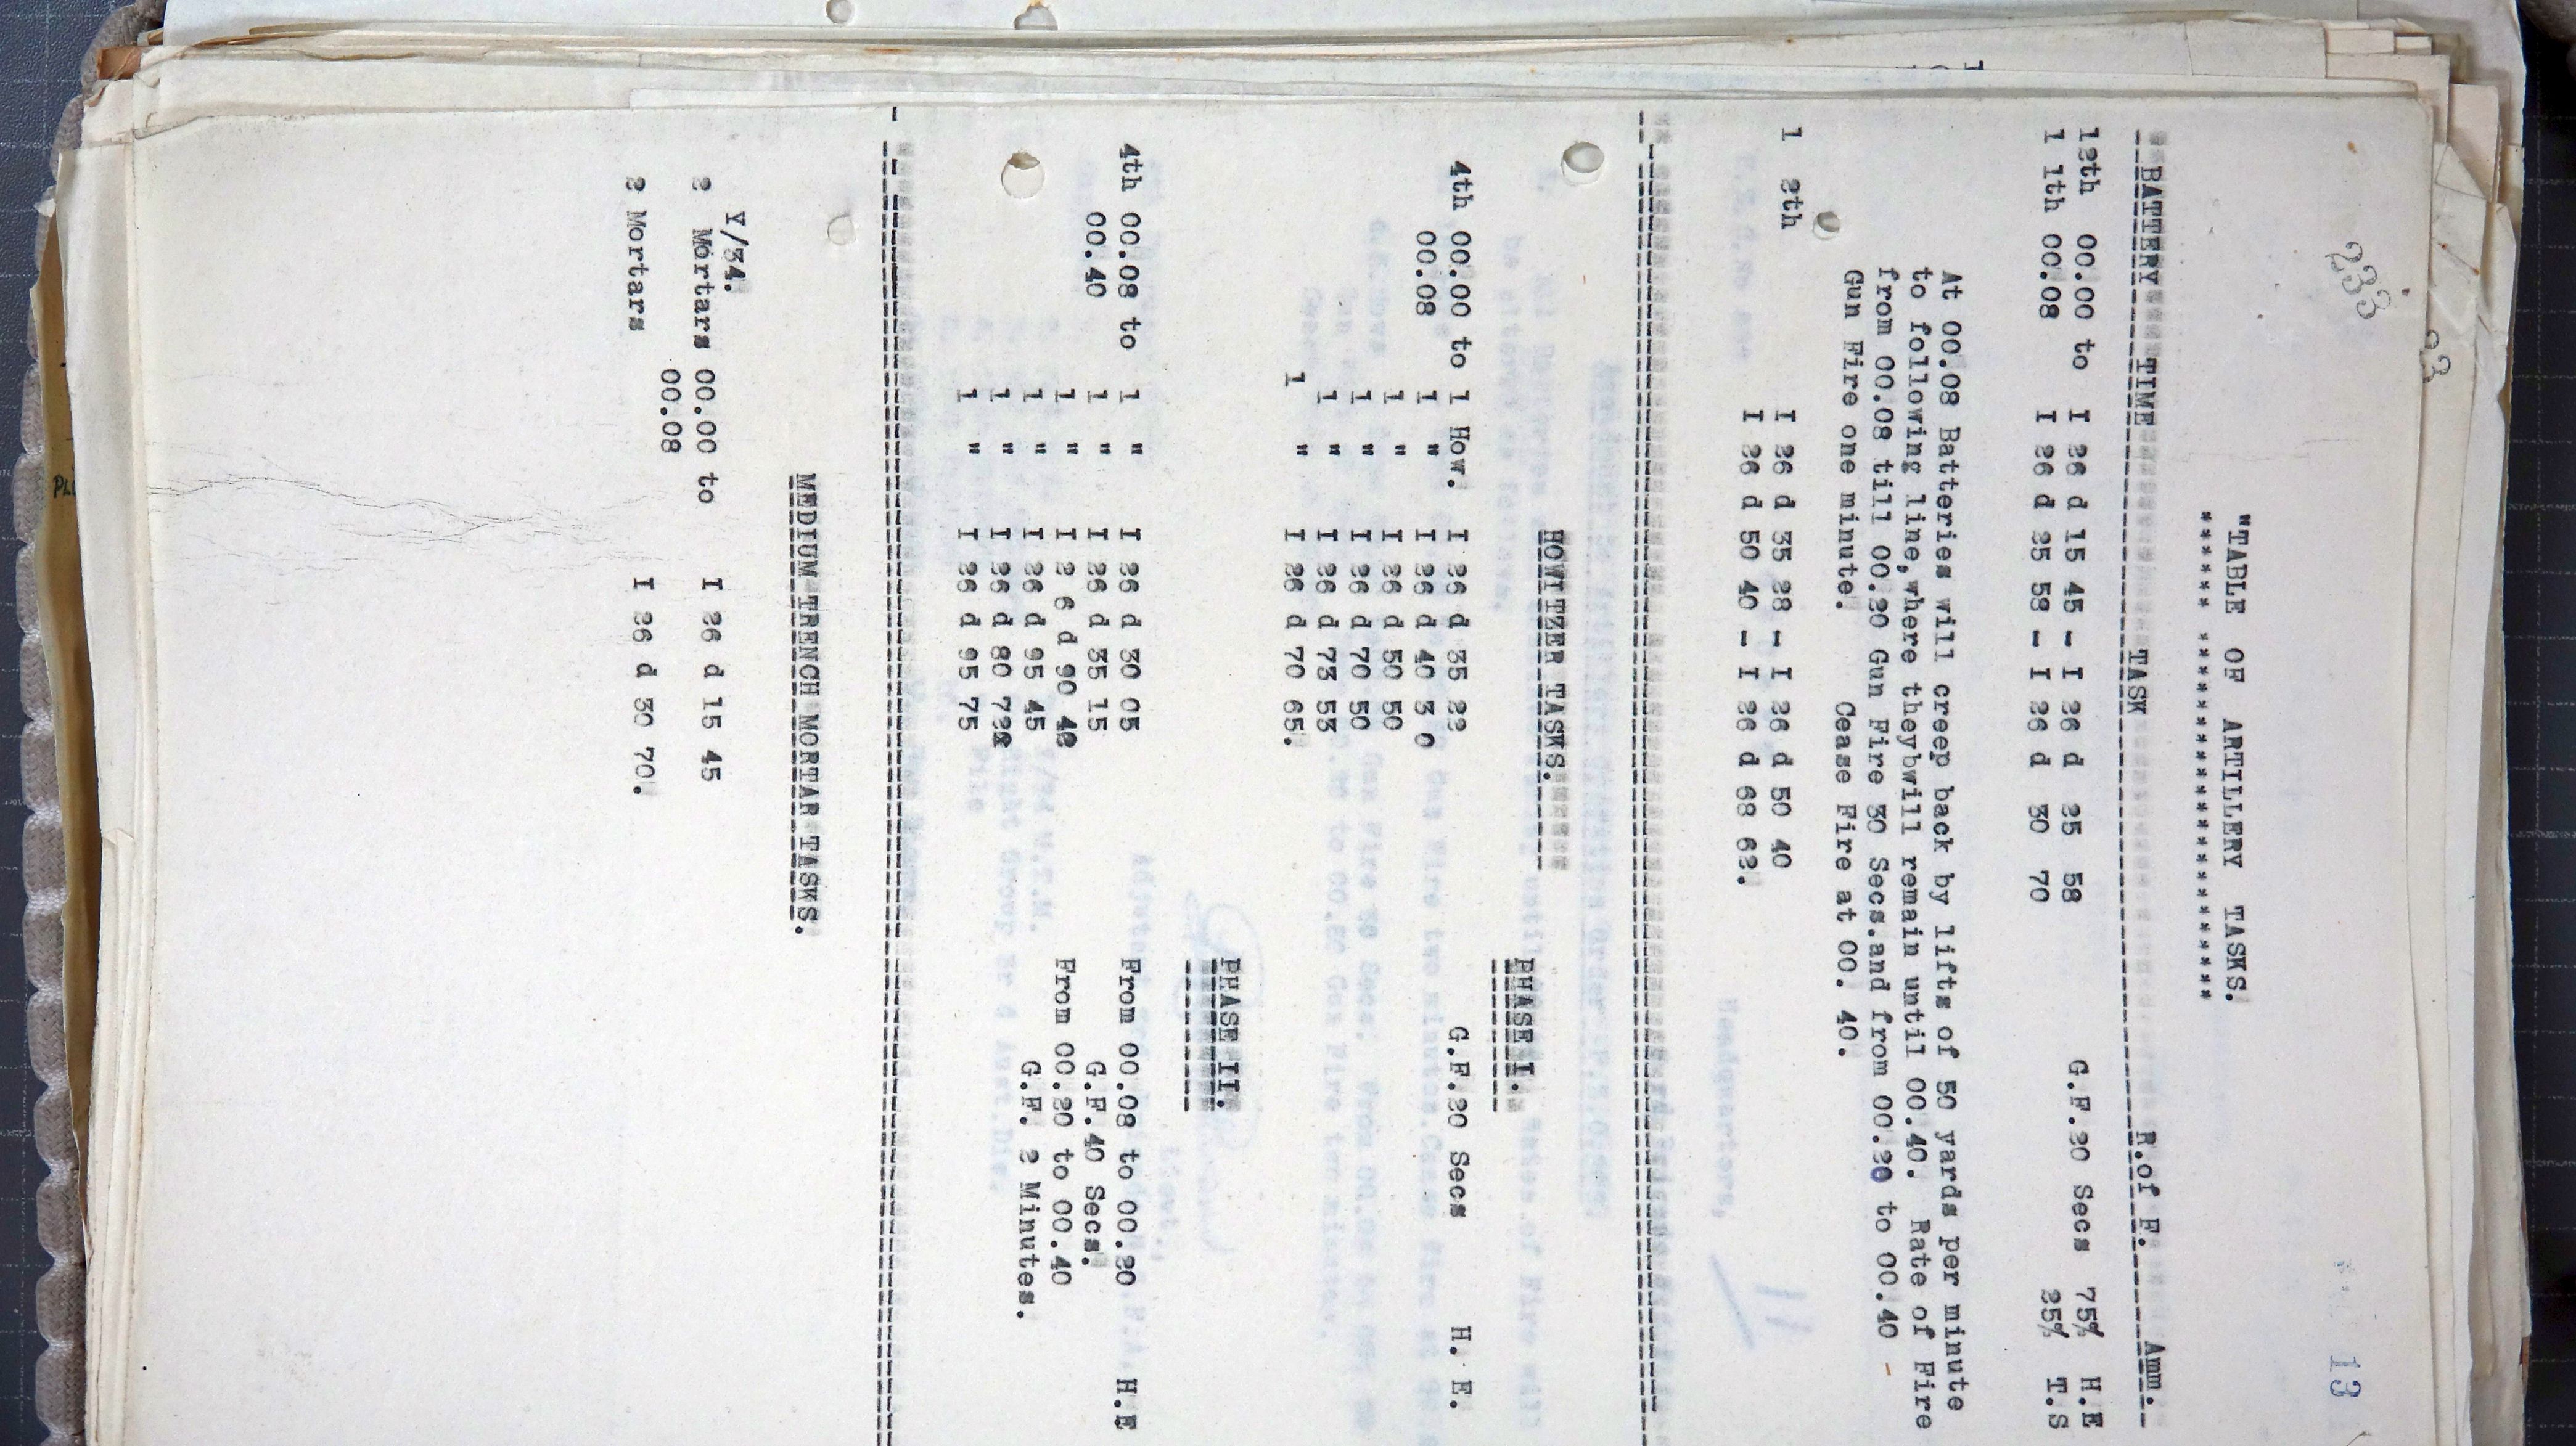 233
13
"TABLE OF ARTILLERY TASKS.
***** *********************
BATTERY TIME TASK R.of F. Amm.
12th 00.00 to I 26 d 15 45 - I 26 d 25 58 G.F.20 Secs 75% H.E
1 1th 00.08 I 26 d 25 58 - I 26 d 30 70 25% T.S
At 00.08 Batteries will creep back by lifts of 50 yards per minute
to following line,where theybwill remain until 00.40. Rate of Fire
from 00.08 till 00.20 Gun Fire 30 Secs.and from 00.20 to 00.40 -
Gun Fire one minute. Cease Fire at 00. 40.
1 2th I 26 d 35 28 - I 26 d 50 40
I 26 d 50 40 - I 26 d 68 62.
HOWITZER TASKS.
PHASE I.
4th 00.00 to 1 How. I 26 d 35 22 G.F.20 Secs H. E.
00.08 1 " I 26 d 40 3 0
1 " I 26 d 50 50
1 " I 26 d 70 50
1 " I 26 d 73 53
1 " I 26 d 70 65.
PHASE II.
4th 00.08 to 1 " I 26 d 30 05 From 00.08 to 00.20 H.E
00.40 1 " I 26 d 35 15 G.F.40 Secs.
1 " I 2 6 d 90 42 From 00.20 to 00.40
1 " I 26 d 95 45 G.F. 2 Minutes.
1 " I 26 d 80 72
1 " I 26 d 95 75
MEDIUM TRENCH MORTAR TASKS.
Y/34.
2 Mortars 00.00 to I 26 d 15 45
00.08
2 Mortars I 26 d 30 70.